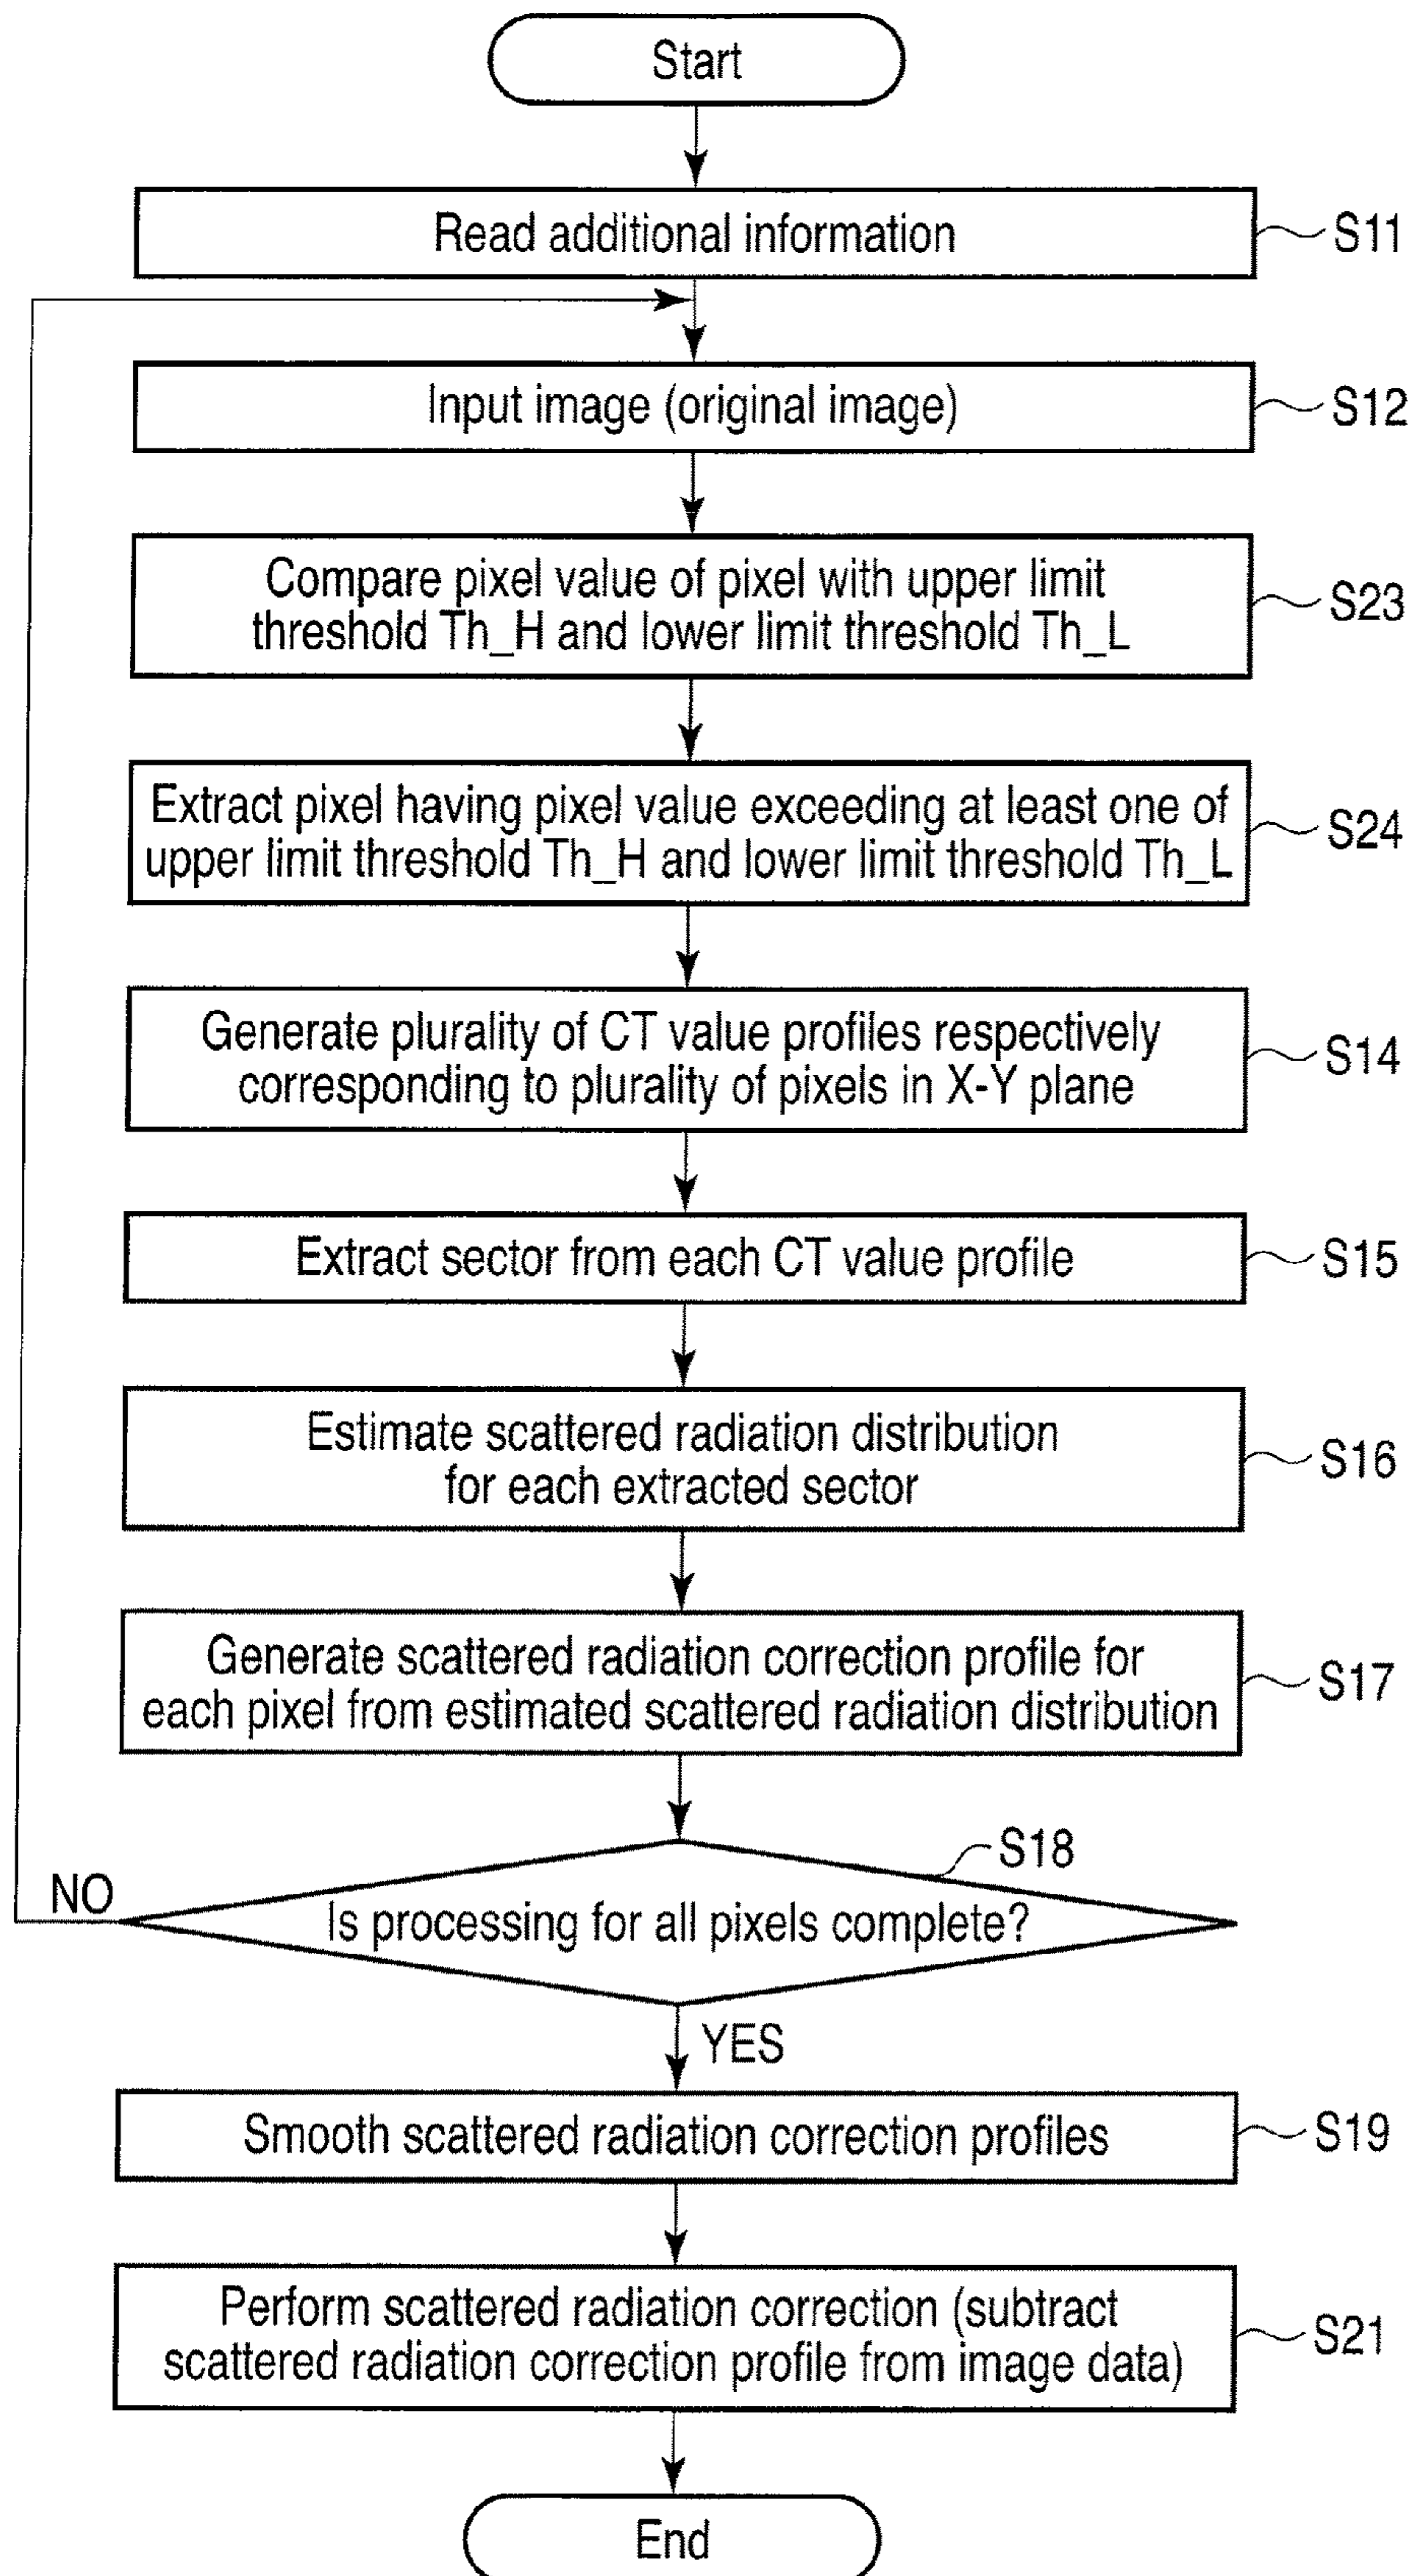 Start
Read additional information
S11
Input image (original image)
S12
Compare pixel value of pixel with upper limit
threshold Th_H and lower limit threshold Th_L
S23
Extract pixel having pixel value exceeding at least one of
upper limit threshold Th_H and lower limit threshold Th_L
S24
Generate plurality of CT value profiles respectively
corresponding to plurality of pixels in X-Y plane
S14
Extract sector from each CT value profile
S15
Estimate scattered radiation distribution
for each extracted sector
S16
Generate scattered radiation correction profile for
each pixel from estimated scattered radiation distribution
S17
S18
NO
Is processing for all pixels complete?
YES
Smooth scattered radiation correction profiles
S19
Perform scattered radiation correction (subtract
scattered radiation correction profile from image data)
S21
End